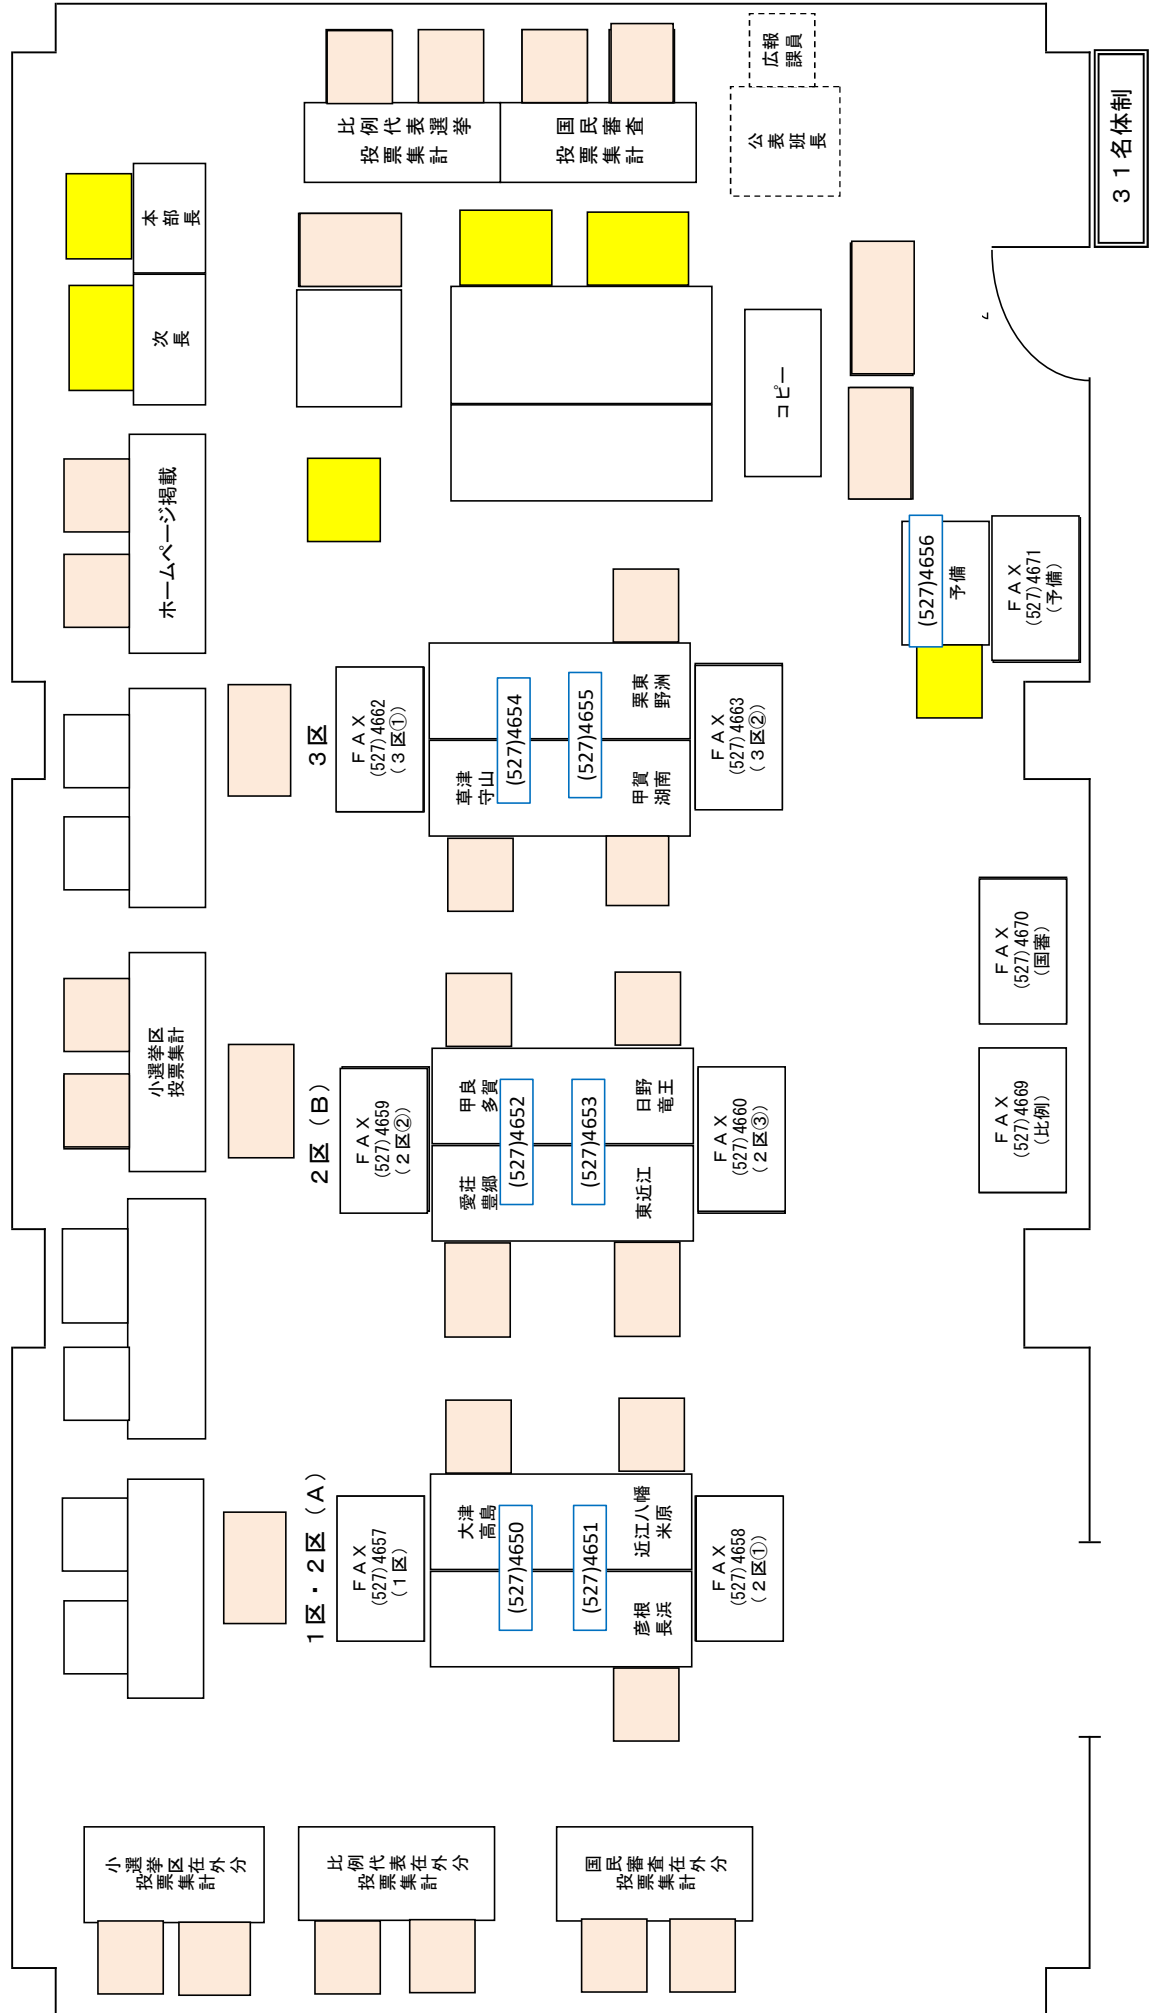 31名体制
広報
課員
公
表
班
長
国民審査
投票集計
比例代表選挙
投票集計
本
部
長
次
長
コピー
ホームページ掲載
(527)4656
予備
FAX
(527)4671
(予備)
3区
FAX
(527)4662
(3区①)
草津
守山
(527)4654
(527)4655
栗東
野洲
甲賀
湖南
FAX
(527)4663
(3区②)
小選挙区
投票集計
2区(B)
FAX
(527)4659
(2区②)
甲良
多賀
愛荘
豊郷
(527)4652
(527)4653
日野
竜王
東近江
FAX
(527)4660
(2区③)
FAX
(527)4670
(国審)
FAX
(527)4669
(比例)
1区・2区(A)
FAX
(527)4657
(1区)
大津
高島
(527)4650
(527)4651
近江八幡
米原
彦根
長浜
FAX
(527)4658
(2区①)
小選挙区在外分
投票集計
比例代表在外分
投票集計
国民審査在外分
投票集計